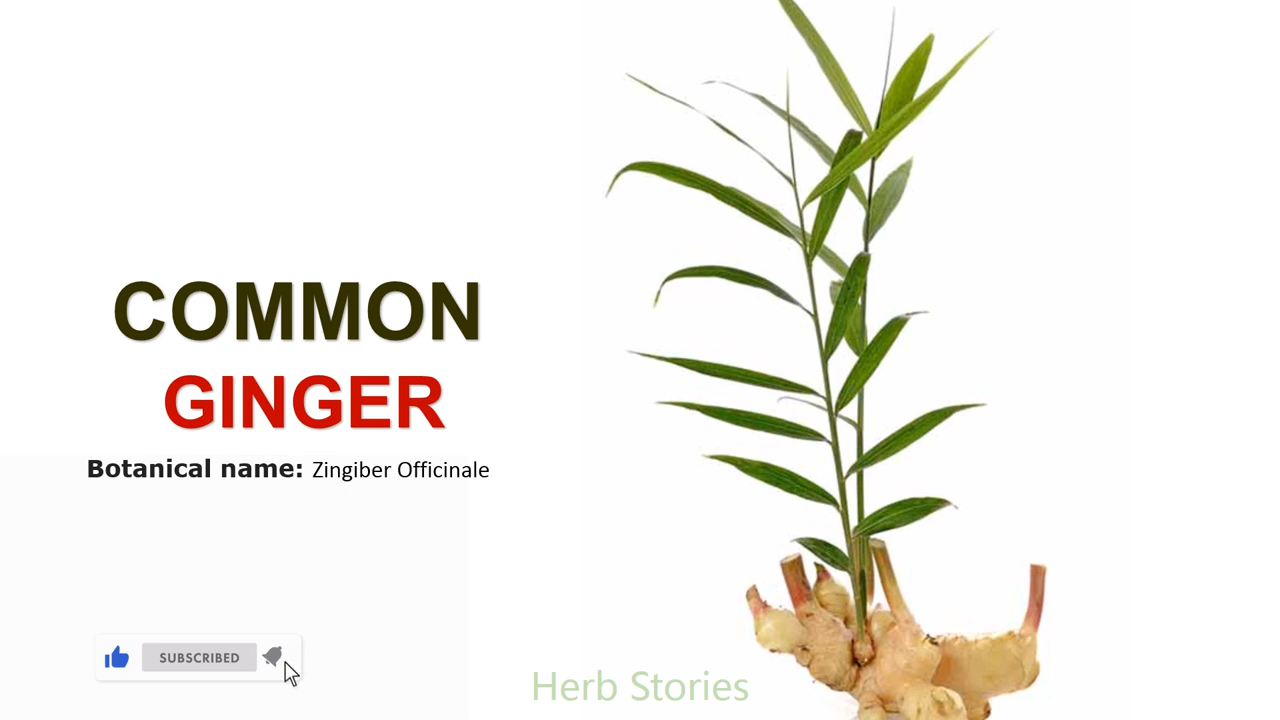 COMMON
GINGER
Botanical name: Zingiber Officinale
SUBSCRIBED
Herb Stories